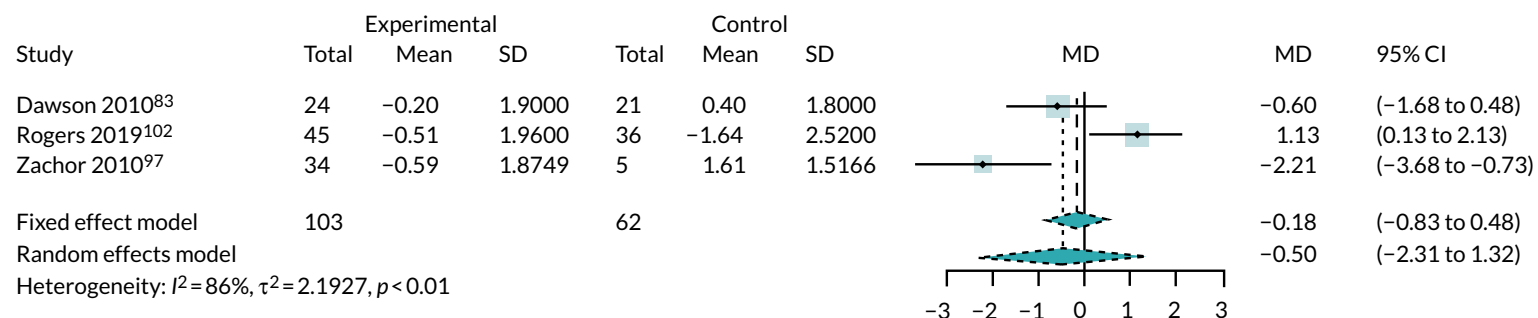 Experimental Control
Study Total Mean SD Total Mean SD MD MD 95% CI
Dawson 2010⁸³ 24 −0.20 1.9000 21 0.40 1.8000 −0.60 (−1.68 to 0.48)
Rogers 2019¹⁰² 45 −0.51 1.9600 36 −1.64 2.5200 1.13 (0.13 to 2.13)
Zachor 2010⁹⁷ 34 −0.59 1.8749 5 1.61 1.5166 −2.21 (−3.68 to −0.73)
Fixed effect model 103 62 −0.18 (−0.83 to 0.48)
Random effects model −0.50 (−2.31 to 1.32)
Heterogeneity: I² = 86%, τ² = 2.1927, p < 0.01
−3 −2 −1 0 1 2 3